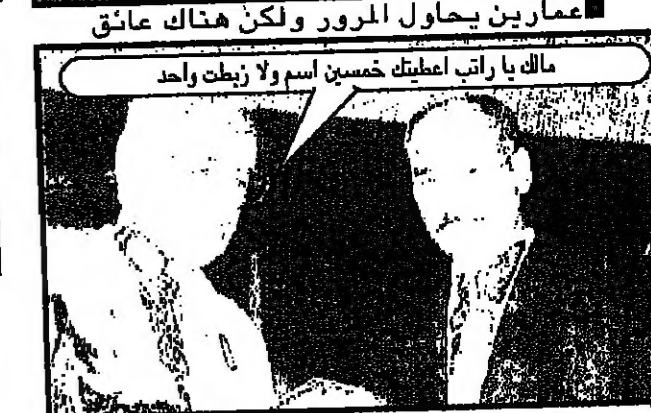 عمارين يحاول المرور ولكن هناك عائق
مالك يا راتب اعطيتك خمسين اسم ولا زبطت واحد